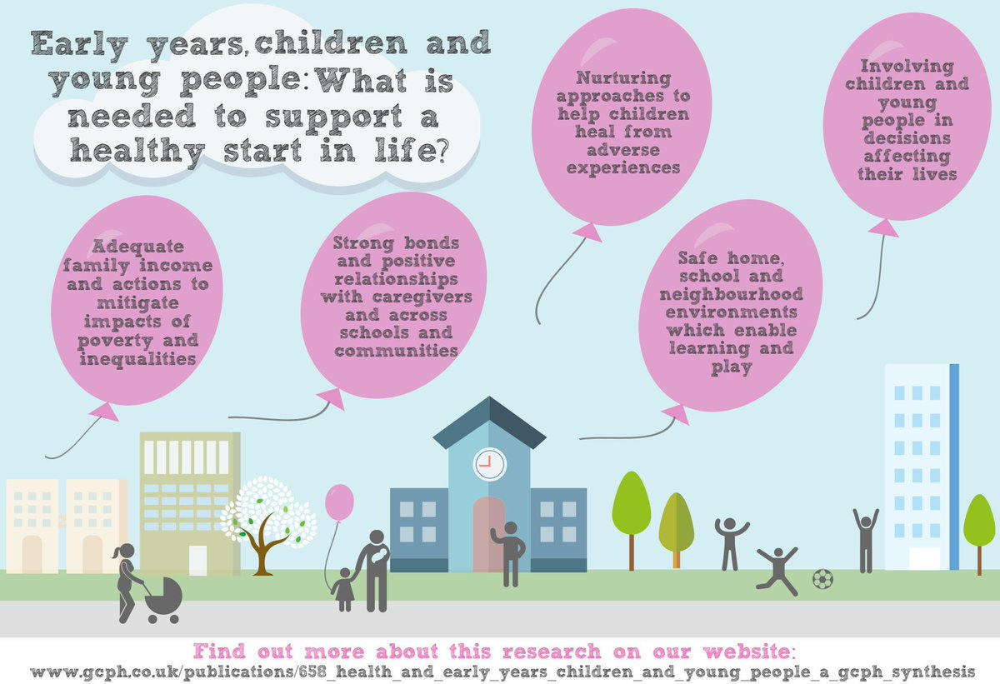 Early years, children and
young people: What is
needed to support a
healthy start in life?
Adequate
family income
and actions to
mitigate
impacts of
poverty and
inequalities
Strong bonds
and positive
relationships
with caregivers
and across
schools and
communities
Nurturing
approaches to
help children
heal from
adverse
experiences
Safe home,
school and
neighbourhood
environments
which enable
learning and
play
Involving
children and
young
people in
decisions
affecting
their lives
Find out more about this research on our website:
www.gcph.co.uk/publications/658_health_and_early_years_children_and_young_people_a_gcph_synthesis